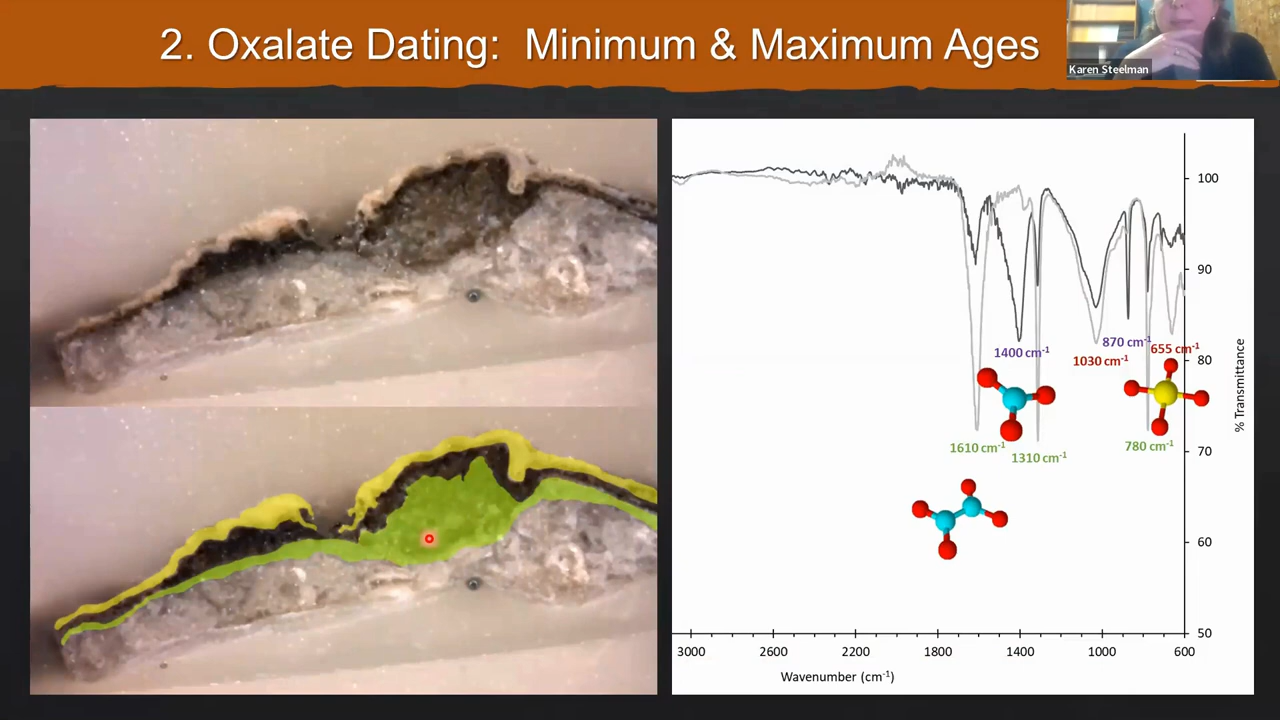 2. Oxalate Dating: Minimum & Maximum Ages
Karen Steelman
100
90
80
70
60
50
% Transmittance
1400 cm-1
870 cm-1
655 cm-1
1030 cm-1
1610 cm-1
1310 cm-1
780 cm-1
3000 2600 2200 1800 1400 1000 600
Wavenumber (cm-1)